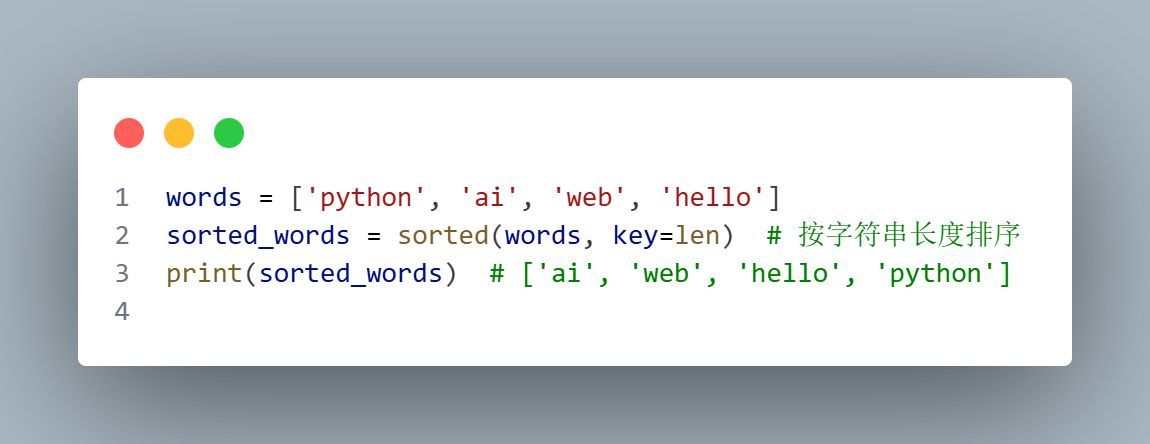 1 words = ['python', 'ai', 'web', 'hello']
2 sorted_words = sorted(words, key=len)  # 按字符串长度排序
3 print(sorted_words)  # ['ai', 'web', 'hello', 'python']
4